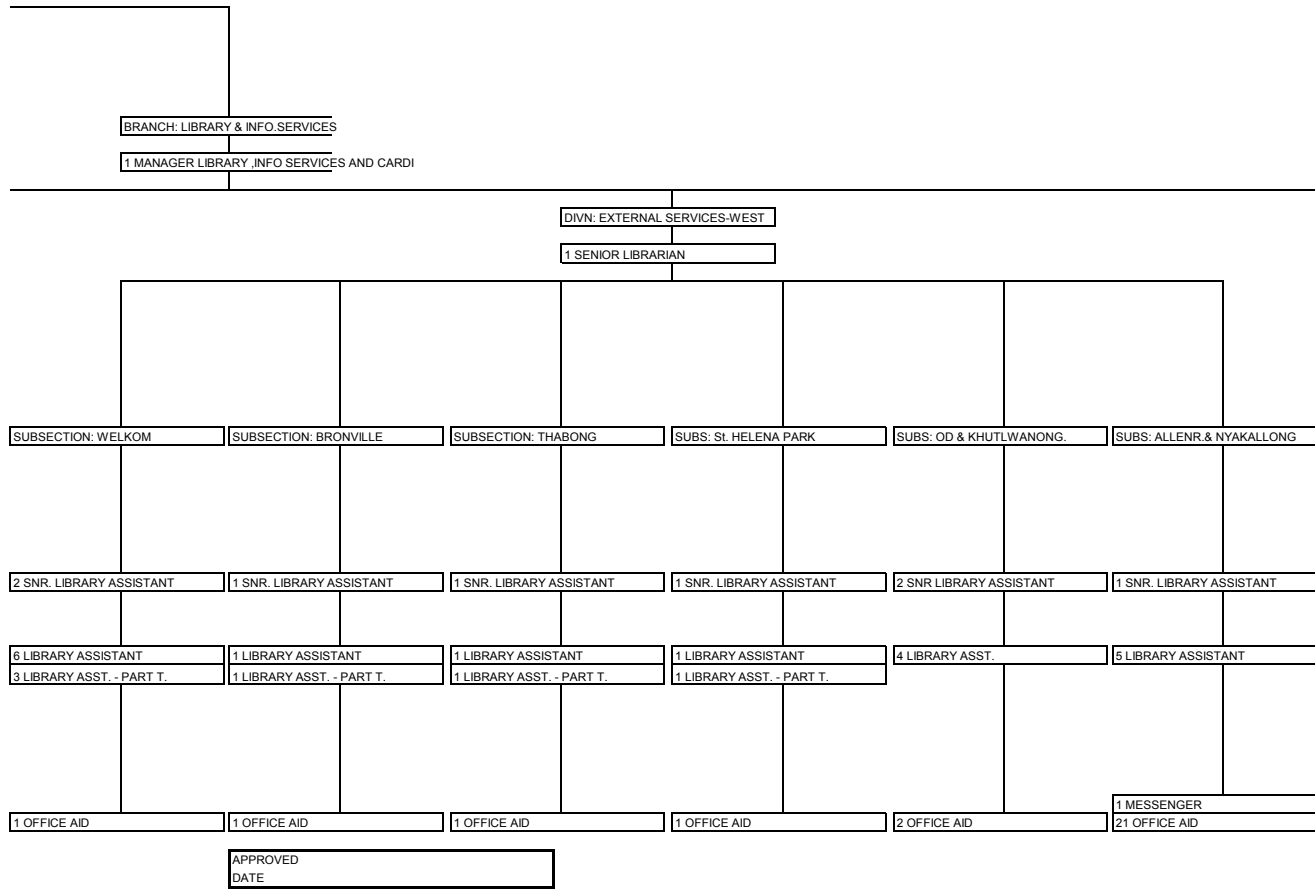 BRANCH: LIBRARY & INFO.SERVICES
1 MANAGER LIBRARY ,INFO SERVICES AND CARDI
DIVN: EXTERNAL SERVICES-WEST
1 SENIOR LIBRARIAN
SUBSECTION: WELKOM
SUBSECTION: BRONVILLE
SUBSECTION: THABONG
SUBS: St. HELENA PARK
SUBS: OD & KHUTLWANONG.
SUBS: ALLENR.& NYAKALLONG
2 SNR. LIBRARY ASSISTANT
1 SNR. LIBRARY ASSISTANT
1 SNR. LIBRARY ASSISTANT
1 SNR. LIBRARY ASSISTANT
2 SNR LIBRARY ASSISTANT
1 SNR. LIBRARY ASSISTANT
6 LIBRARY ASSISTANT
1 LIBRARY ASSISTANT
1 LIBRARY ASSISTANT
1 LIBRARY ASSISTANT
4 LIBRARY ASST.
5 LIBRARY ASSISTANT
3 LIBRARY ASST. - PART T.
1 LIBRARY ASST. - PART T.
1 LIBRARY ASST. - PART T.
1 LIBRARY ASST. - PART T.
1 MESSENGER
1 OFFICE AID
1 OFFICE AID
1 OFFICE AID
1 OFFICE AID
2 OFFICE AID
21 OFFICE AID
APPROVED
DATE